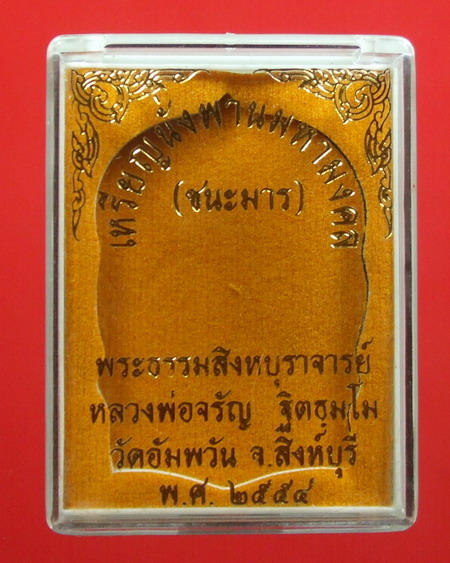 เหรียญนั่งพานมหามงคล
(ชนะมาร)
พระธรรมสิงหบุราจารย์
หลวงพ่อจรัญ ฐิตธมฺโม
วัดอัมพวัน จ.สิงห์บุรี
พ.ศ. ๒๕๕๔